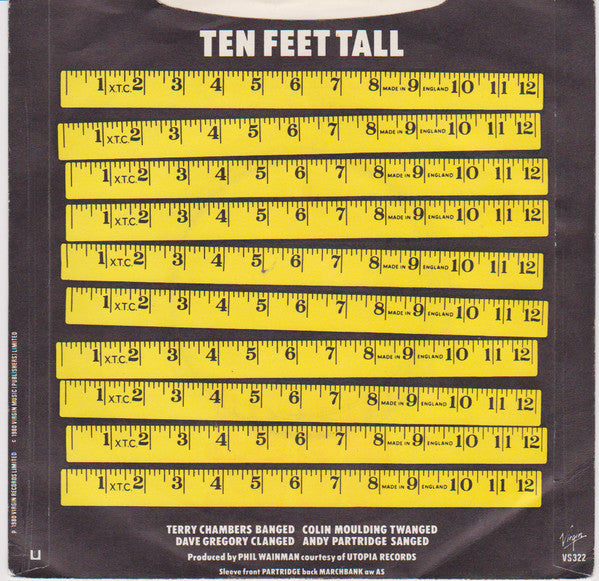 TEN FEET TALL
1 X.T.C. 2 3 4 5 6 7 8 MADE IN 9 ENGLAND 10 11 12
1 X.T.C. 2 3 4 5 6 7 8 MADE IN 9 ENGLAND 10 11 12
1 X.T.C. 2 3 4 5 6 7 8 MADE IN 9 ENGLAND 10 11 12
1 X.T.C. 2 3 4 5 6 7 8 MADE IN 9 ENGLAND 10 11 12
1 X.T.C. 2 3 4 5 6 7 8 MADE IN 9 ENGLAND 10 11 12
1 X.T.C. 2 3 4 5 6 7 8 MADE IN 9 ENGLAND 10 11 12
1 X.T.C. 2 3 4 5 6 7 8 MADE IN 9 ENGLAND 10 11 12
1 X.T.C. 2 3 4 5 6 7 8 MADE IN 9 ENGLAND 10 11 12
1 X.T.C. 2 3 4 5 6 7 8 MADE IN 9 ENGLAND 10 11 12
1 X.T.C. 2 3 4 5 6 7 8 MADE IN 9 ENGLAND 10 11 12
P. 1980 VIRGIN RECORDS LIMITED C 1980 VIRGIN MUSIC (PUBLISHERS) LIMITED
TERRY CHAMBERS BANGED COLIN MOULDING TWANGED
DAVE GREGORY CLANGED ANDY PARTRIDGE SANGED
Produced by PHIL WAINMAN courtesy of UTOPIA RECORDS
Sleeve front PARTRIDGE back MARCHBANK aw AS
U
Virgin
VS322